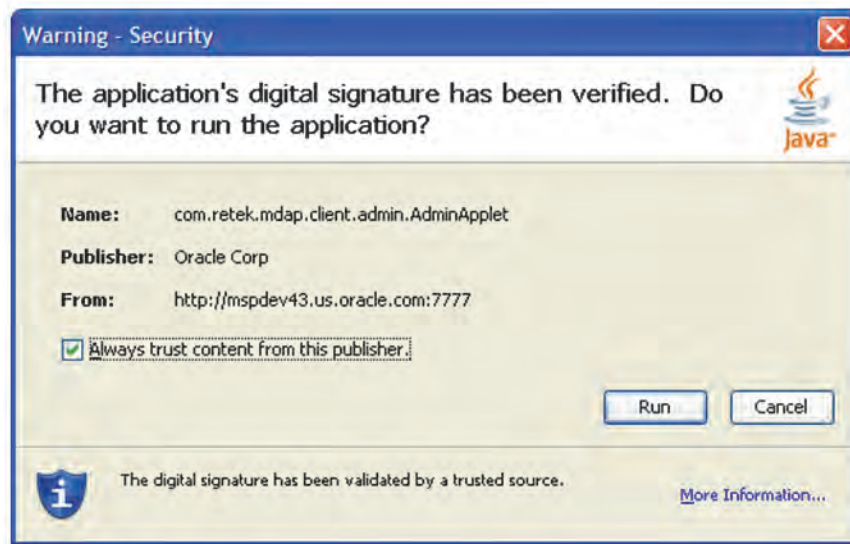 Warning - Security
The application's digital signature has been verified. Do
you want to run the application?
Java
Name: com.retek.mdap.client.admin.AdminApplet
Publisher: Oracle Corp
From: http://mspdev43.us.oracle.com:7777
Always trust content from this publisher.
Run Cancel
The digital signature has been validated by a trusted source.
More Information...